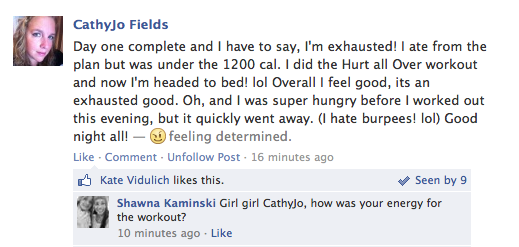 CathyJo Fields
Day one complete and I have to say, I'm exhausted! I ate from the
plan but was under the 1200 cal. I did the Hurt all Over workout
and now I'm headed to bed! lol Overall I feel good, its an
exhausted good. Oh, and I was super hungry before I worked out
this evening, but it quickly went away. (I hate burpees! lol) Good
night all! — feeling determined.
Like · Comment · Unfollow Post · 16 minutes ago
Kate Vidulich likes this. Seen by 9
Shawna Kaminski Girl girl CathyJo, how was your energy for
the workout?
10 minutes ago · Like